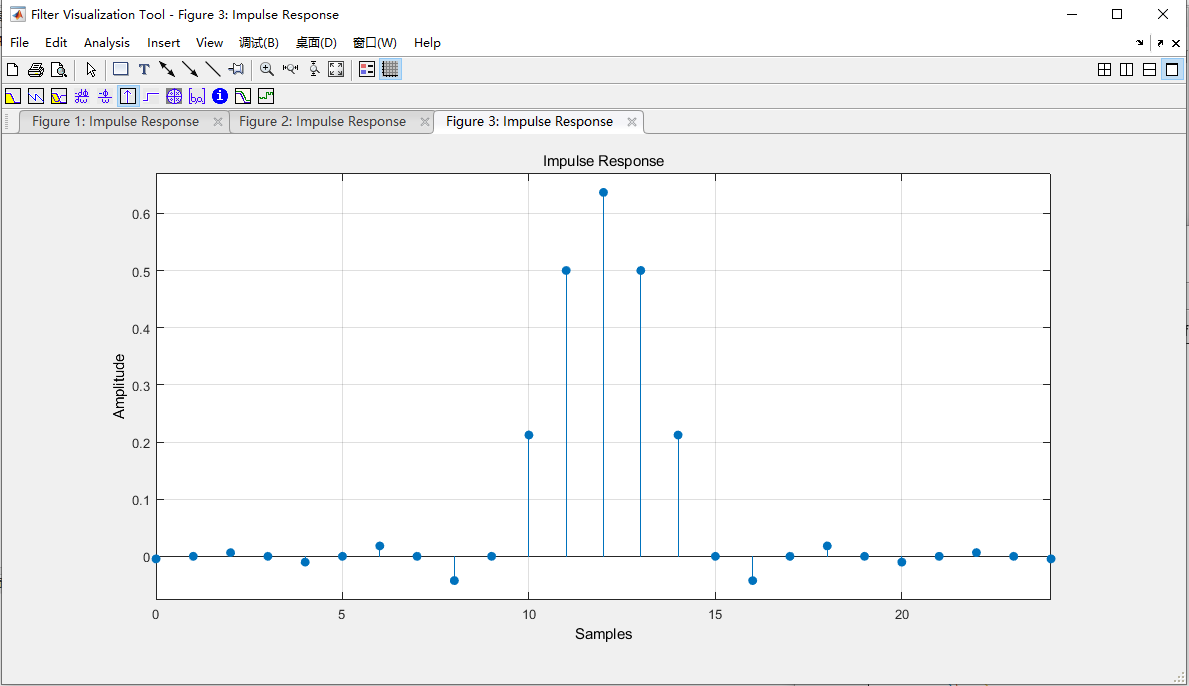 Filter Visualization Tool - Figure 3: Impulse Response
File Edit Analysis Insert View 调试(B) 桌面(D) 窗口(W) Help
Figure 1: Impulse Response Figure 2: Impulse Response Figure 3: Impulse Response
Impulse Response
0.6
0.5
0.4
0.3
0.2
0.1
0
Amplitude
0 5 10 15 20
Samples